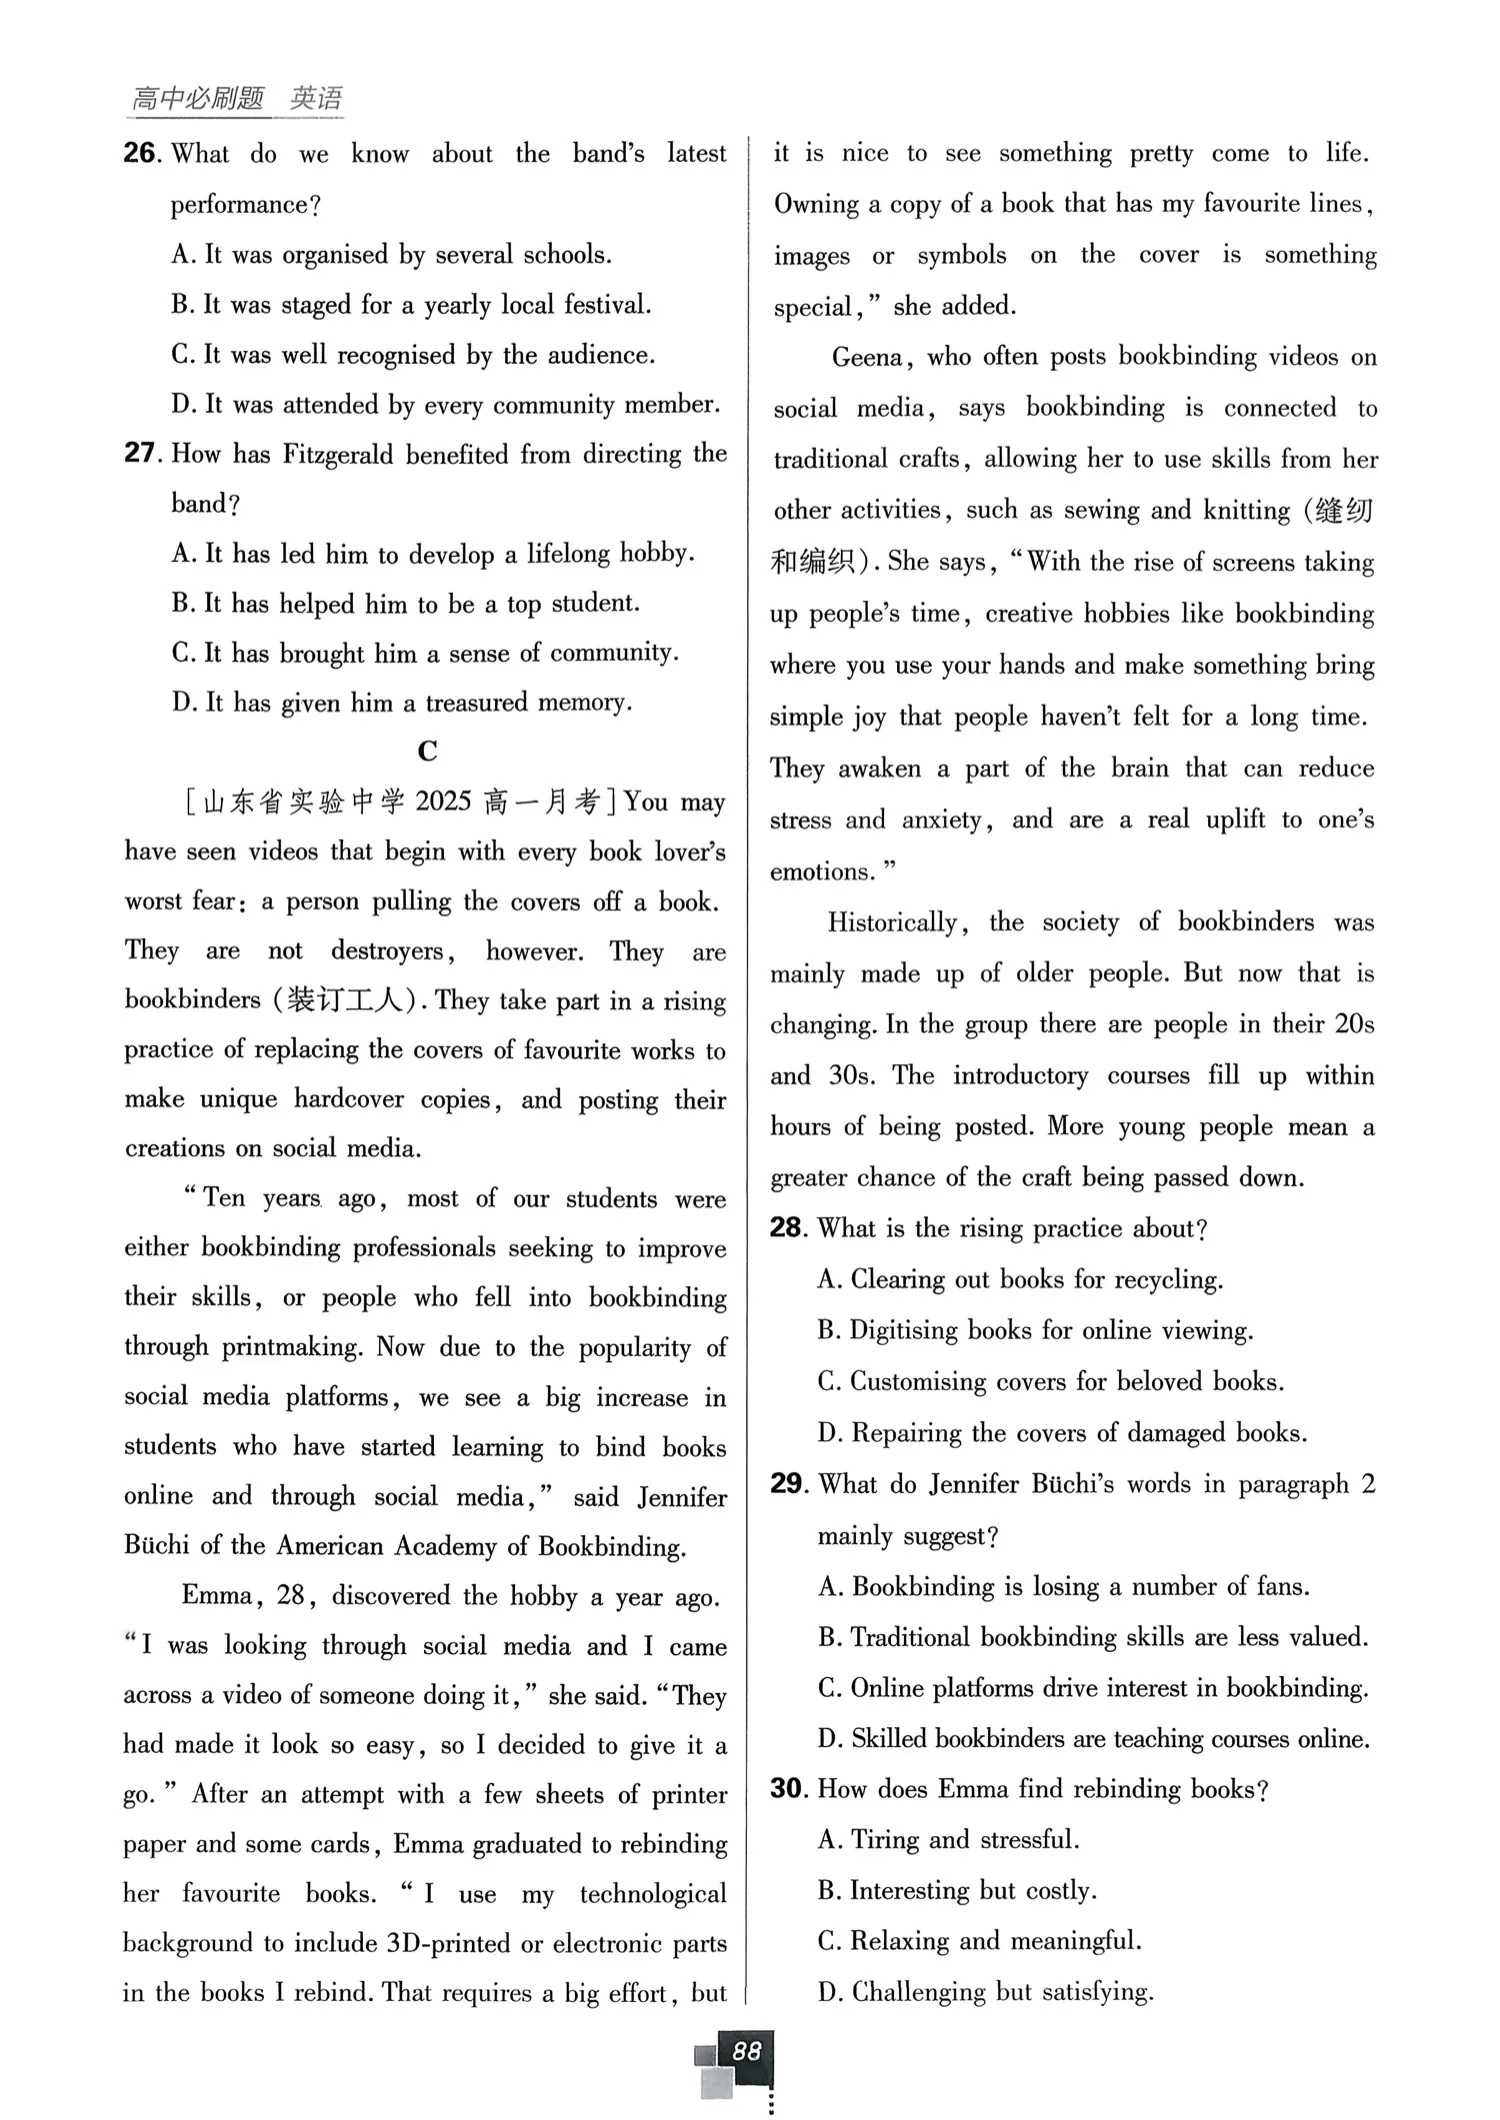 高中必刷题 英语
26. What do we know about the band's latest
performance?
A. It was organised by several schools.
B. It was staged for a yearly local festival.
C. It was well recognised by the audience.
D. It was attended by every community member.
27. How has Fitzgerald benefited from directing the
band?
A. It has led him to develop a lifelong hobby.
B. It has helped him to be a top student.
C. It has brought him a sense of community.
D. It has given him a treasured memory.
C
[山东省实验中学 2025 高一月考] You may
have seen videos that begin with every book lover's
worst fear: a person pulling the covers off a book.
They are not destroyers, however. They are
bookbinders (装订工人). They take part in a rising
practice of replacing the covers of favourite works to
make unique hardcover copies, and posting their
creations on social media.
"Ten years ago, most of our students were
either bookbinding professionals seeking to improve
their skills, or people who fell into bookbinding
through printmaking. Now due to the popularity of
social media platforms, we see a big increase in
students who have started learning to bind books
online and through social media," said Jennifer
Büchi of the American Academy of Bookbinding.
Emma, 28, discovered the hobby a year ago.
"I was looking through social media and I came
across a video of someone doing it," she said. "They
had made it look so easy, so I decided to give it a
go." After an attempt with a few sheets of printer
paper and some cards, Emma graduated to rebinding
her favourite books. "I use my technological
background to include 3D-printed or electronic parts
in the books I rebind. That requires a big effort, but
it is nice to see something pretty come to life.
Owning a copy of a book that has my favourite lines,
images or symbols on the cover is something
special," she added.
Geena, who often posts bookbinding videos on
social media, says bookbinding is connected to
traditional crafts, allowing her to use skills from her
other activities, such as sewing and knitting (缝纫
和编织). She says, "With the rise of screens taking
up people's time, creative hobbies like bookbinding
where you use your hands and make something bring
simple joy that people haven't felt for a long time.
They awaken a part of the brain that can reduce
stress and anxiety, and are a real uplift to one's
emotions."
Historically, the society of bookbinders was
mainly made up of older people. But now that is
changing. In the group there are people in their 20s
and 30s. The introductory courses fill up within
hours of being posted. More young people mean a
greater chance of the craft being passed down.
28. What is the rising practice about?
A. Clearing out books for recycling.
B. Digitising books for online viewing.
C. Customising covers for beloved books.
D. Repairing the covers of damaged books.
29. What do Jennifer Büchi's words in paragraph 2
mainly suggest?
A. Bookbinding is losing a number of fans.
B. Traditional bookbinding skills are less valued.
C. Online platforms drive interest in bookbinding.
D. Skilled bookbinders are teaching courses online.
30. How does Emma find rebinding books?
A. Tiring and stressful.
B. Interesting but costly.
C. Relaxing and meaningful.
D. Challenging but satisfying.
88